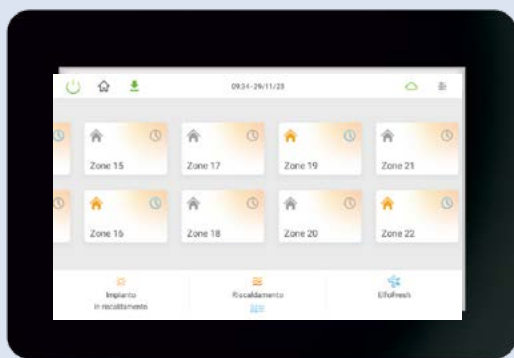 09:34-29/11/23
Zone 15
Zone 17
Zone 19
Zone 21
Zone 16
Zone 18
Zone 20
Zone 22
Impianto
in riscaldamento
Riscaldamento
ElfoFresh